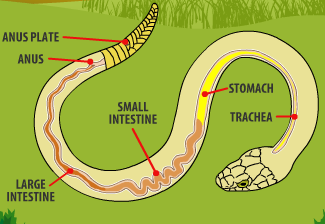 ANUS PLATE
ANUS
STOMACH
SMALL
INTESTINE
TRACHEA
LARGE
INTESTINE